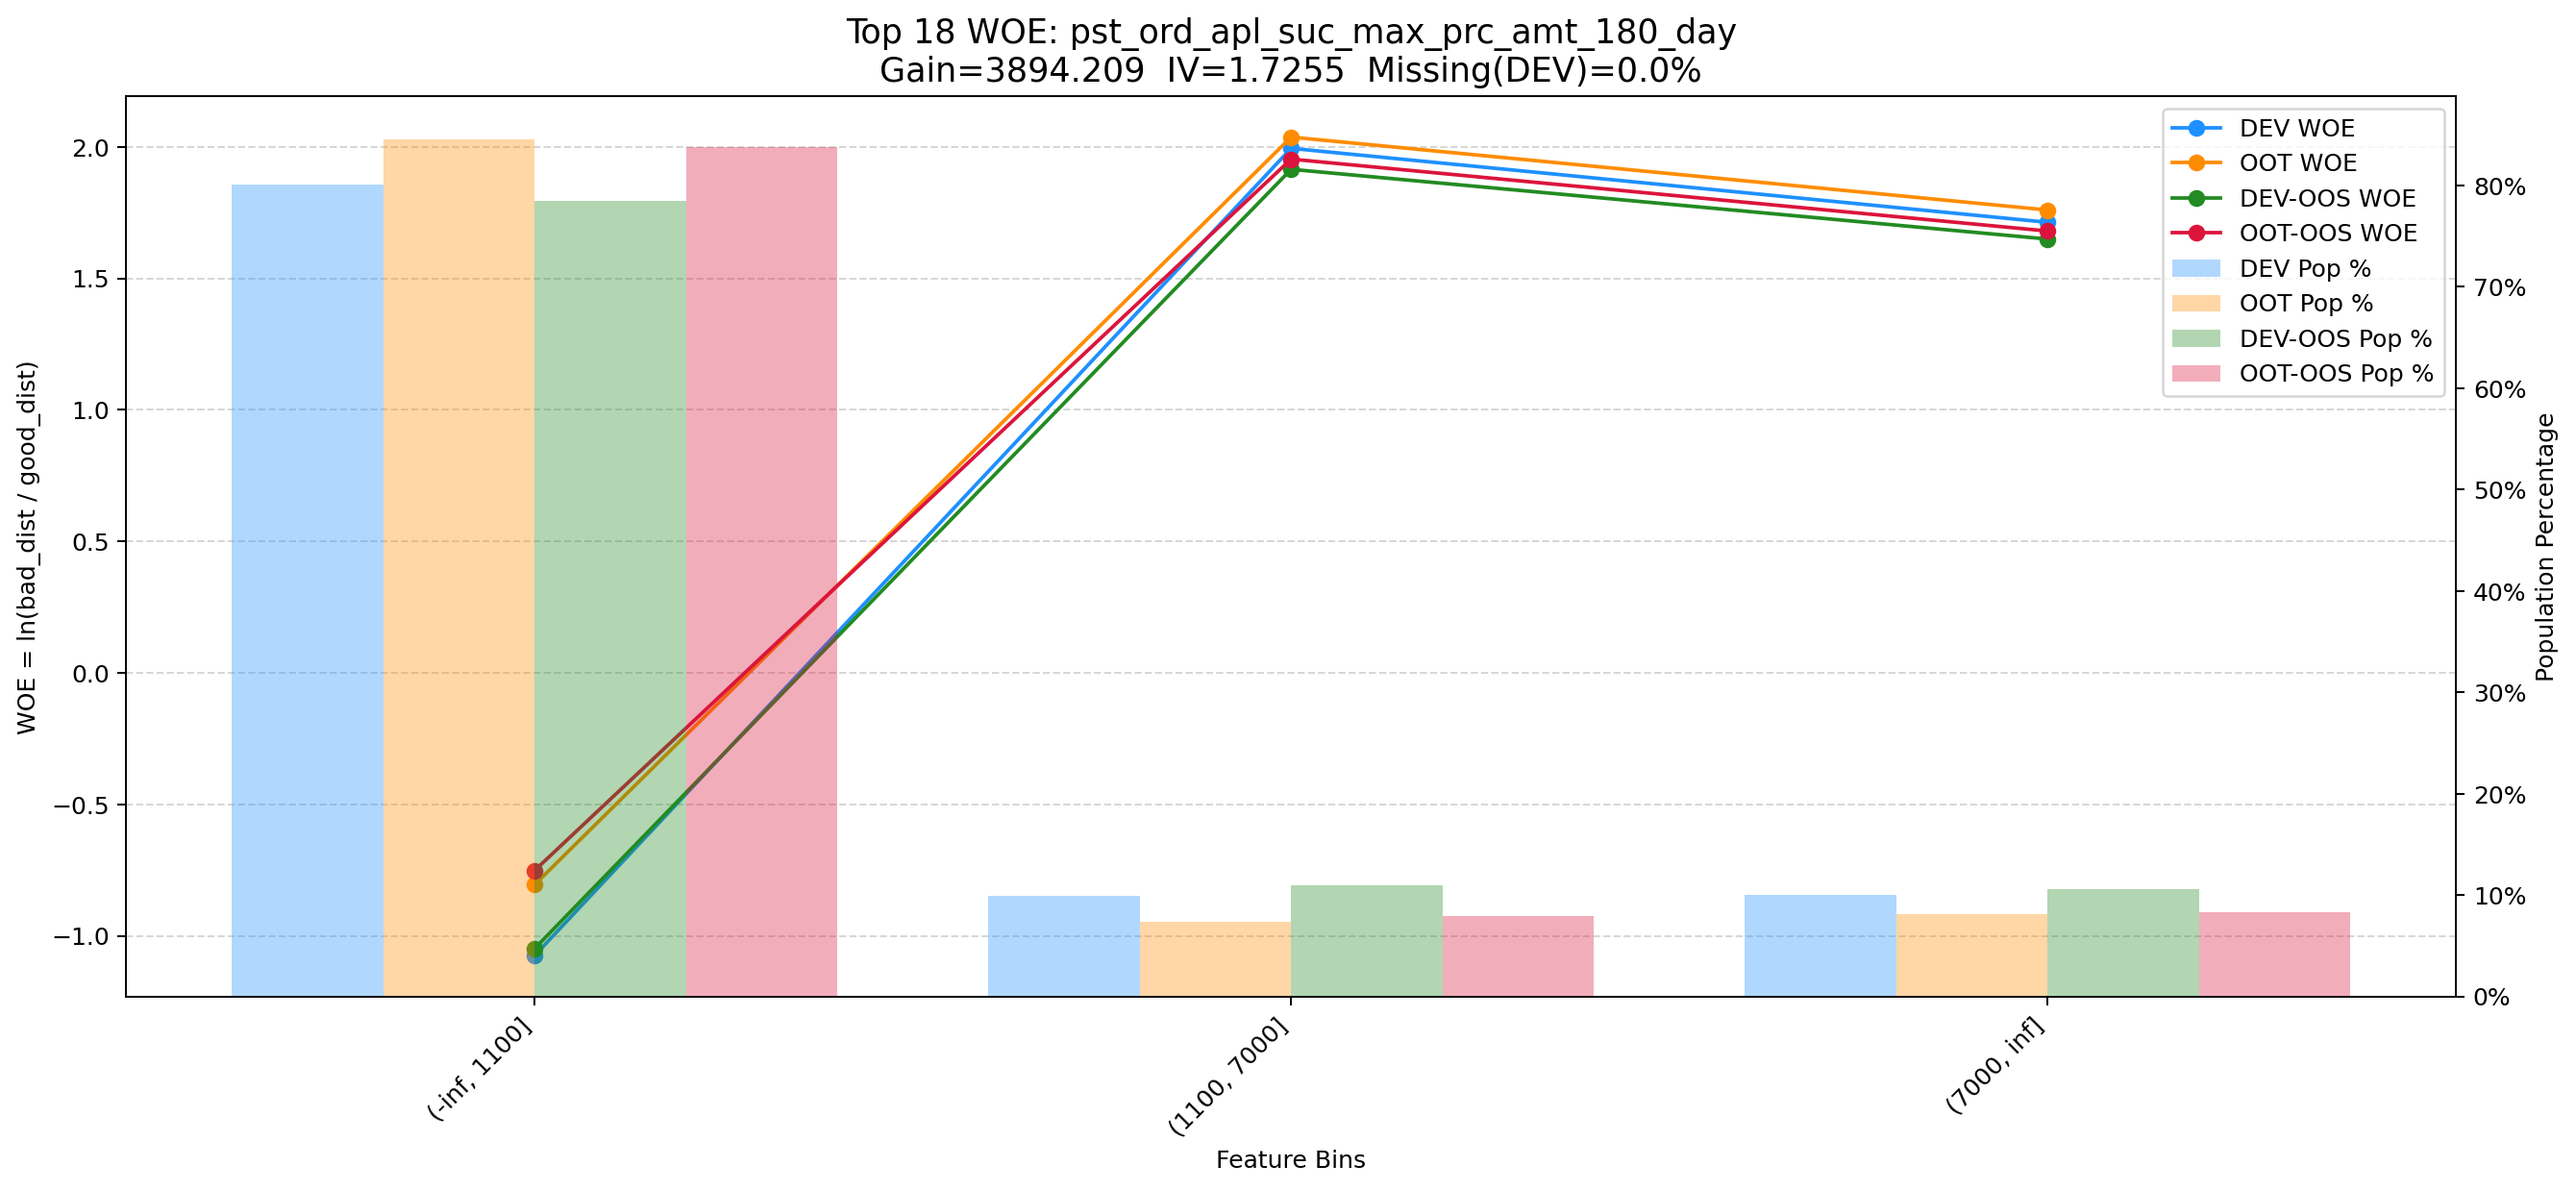 Top 18 WOE: pst_ord_apl_suc_max_prc_amt_180_day
Gain=3894.209  IV=1.7255  Missing(DEV)=0.0%
WOE = ln(bad_dist / good_dist)
2.0
1.5
1.0
0.5
0.0
−0.5
−1.0
DEV WOE
OOT WOE
DEV-OOS WOE
OOT-OOS WOE
DEV Pop %
OOT Pop %
DEV-OOS Pop %
OOT-OOS Pop %
80%
70%
60%
50%
40%
30%
20%
10%
0%
Population Percentage
(-inf, 1100]
(1100, 7000]
(7000, inf]
Feature Bins